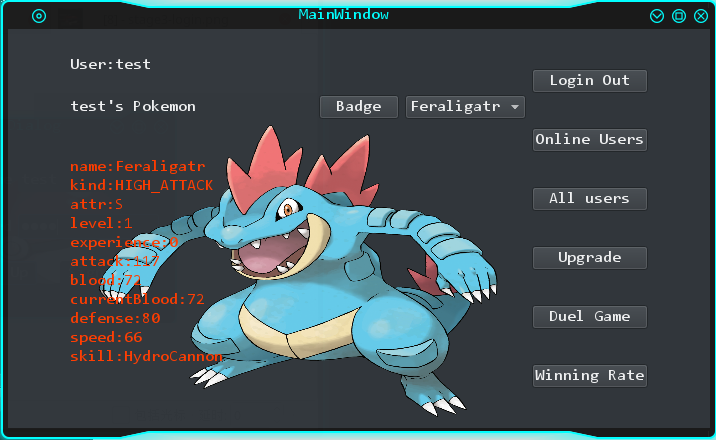 MainWindow
User:test
Login Out
test's Pokemon
Badge
Feraligatr
Online Users
name:Feraligatr
kind:HIGH_ATTACK
attr:S
level:1
experience:0
attack:117
blood:72
currentBlood:72
defense:80
speed:66
skill:HydroCannon
All users
Upgrade
Duel Game
Winning Rate